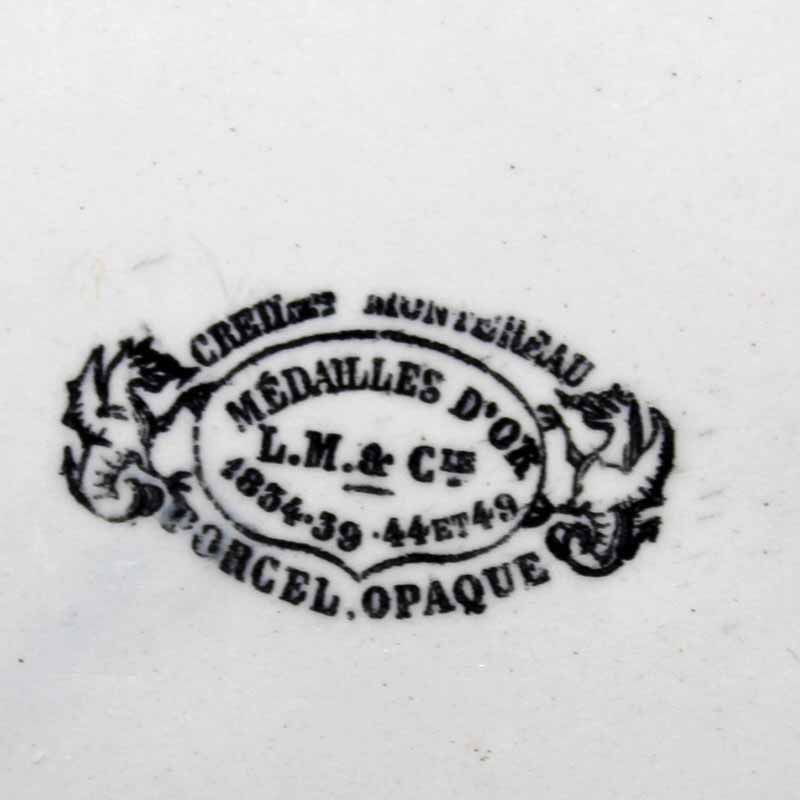 CREIL ET MONTEREAU
MÉDAILLES D'OR
L.M. & CIE
1834·39·44 ET 49
PORCEL. OPAQUE